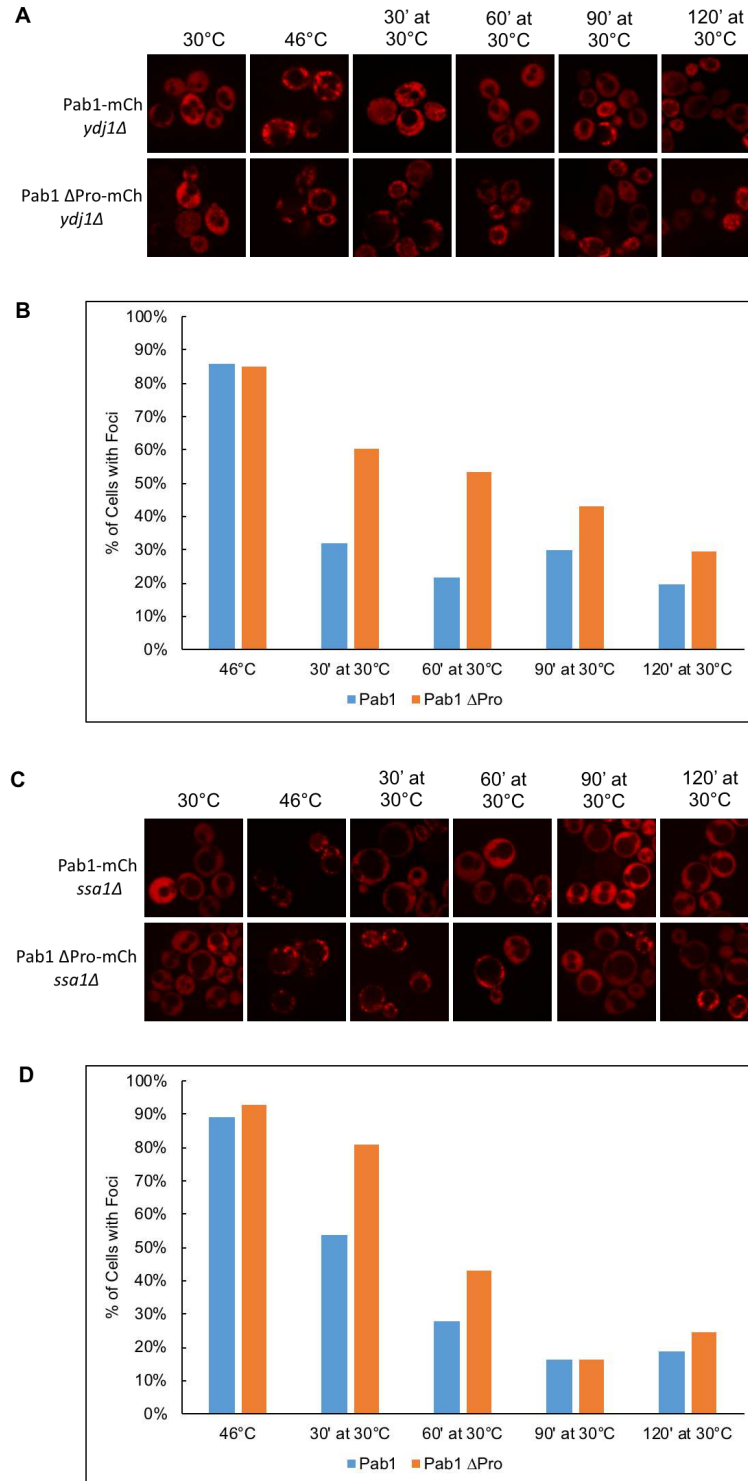 A
30°C 46°C 30’ at 30°C 60’ at 30°C 90’ at 30°C 120’ at 30°C
Pab1-mCh
ydj1Δ
Pab1 ΔPro-mCh
ydj1Δ
B
100%
90%
80%
70%
60%
50%
40%
30%
20%
10%
0%
% of Cells with Foci
46°C 30' at 30°C 60' at 30°C 90' at 30°C 120' at 30°C
Pab1 Pab1 ΔPro
C
30°C 46°C 30’ at 30°C 60’ at 30°C 90’ at 30°C 120’ at 30°C
Pab1-mCh
ssa1Δ
Pab1 ΔPro-mCh
ssa1Δ
D
100%
90%
80%
70%
60%
50%
40%
30%
20%
10%
0%
% of Cells with Foci
46°C 30' at 30°C 60' at 30°C 90' at 30°C 120' at 30°C
Pab1 Pab1 ΔPro